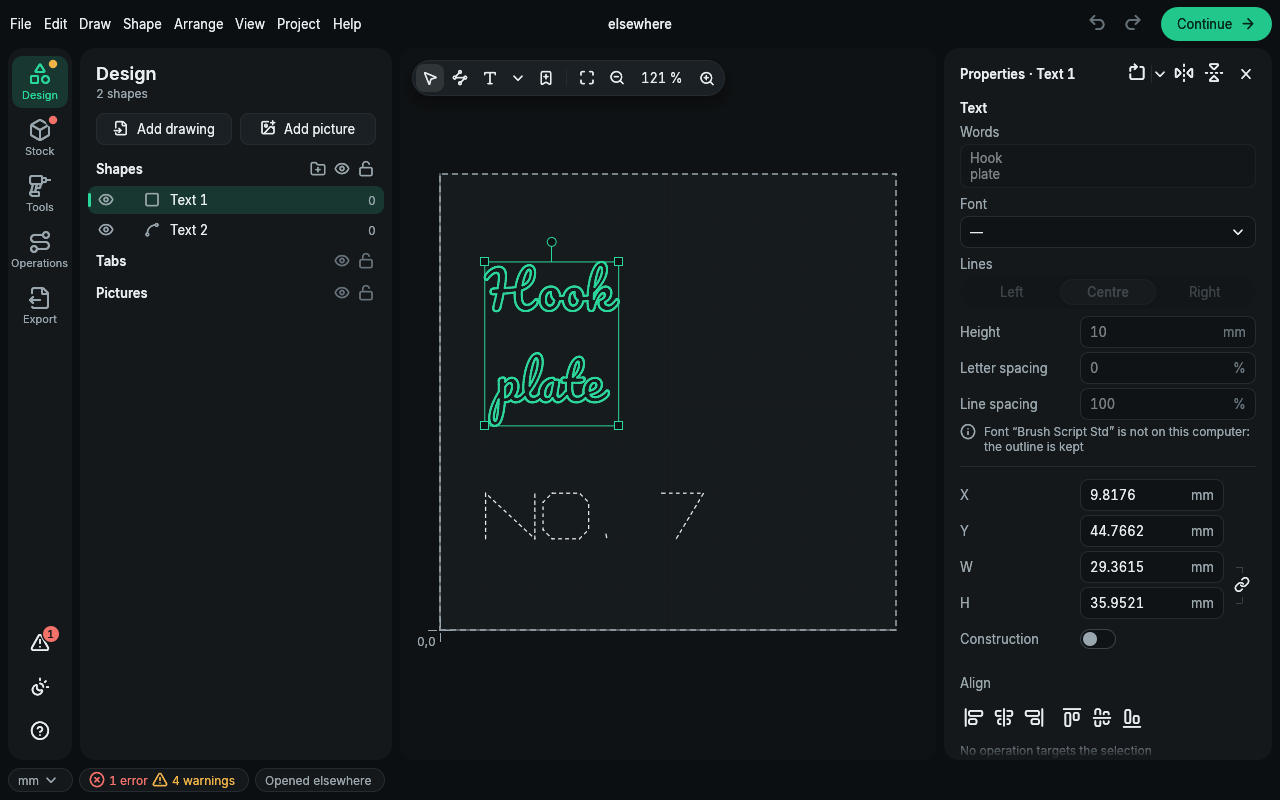 File Edit Draw Shape Arrange View Project Help
elsewhere
Continue
Design
Stock
Tools
Operations
Export
1
Design
2 shapes
Add drawing
Add picture
Shapes
Text 1 0
Text 2 0
Tabs
Pictures
T 121 %
Hook
plate
NO. 7
0,0
Properties · Text 1
Text
Words
Hook
plate
Font
—
Lines
Left Centre Right
Height 10 mm
Letter spacing 0 %
Line spacing 100 %
Font “Brush Script Std” is not on this computer:
the outline is kept
X 9.8176 mm
Y 44.7662 mm
W 29.3615 mm
H 35.9521 mm
Construction
Align
No operation targets the selection
mm
1 error 4 warnings
Opened elsewhere